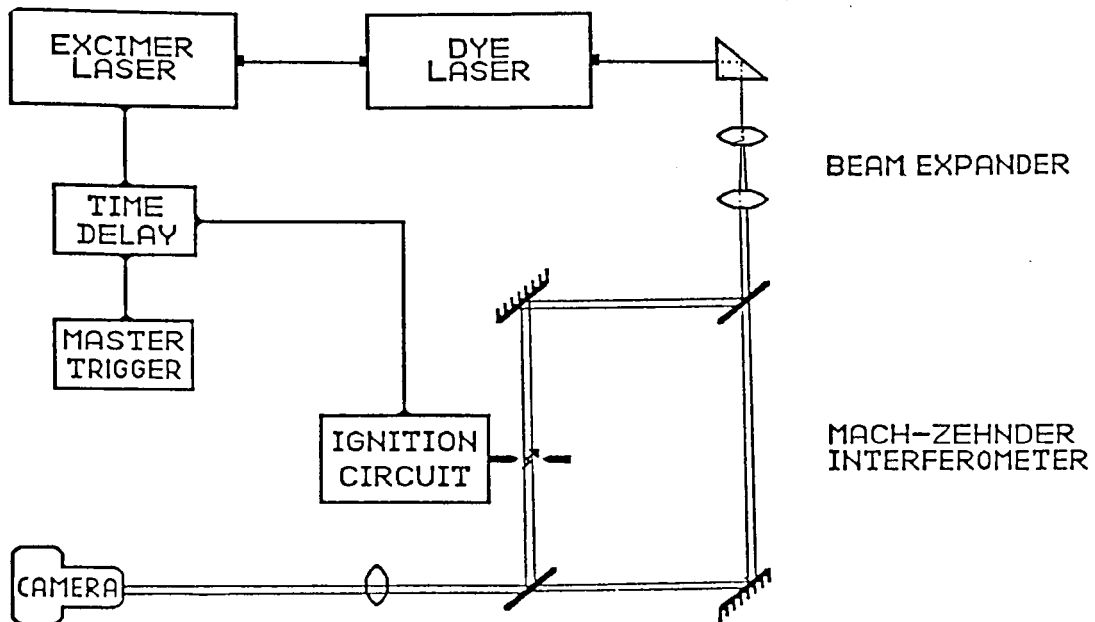 EXCIMER
LASER
DYE
LASER
BEAM EXPANDER
TIME
DELAY
MASTER
TRIGGER
IGNITION
CIRCUIT
MACH-ZEHNDER
INTERFEROMETER
CAMERA